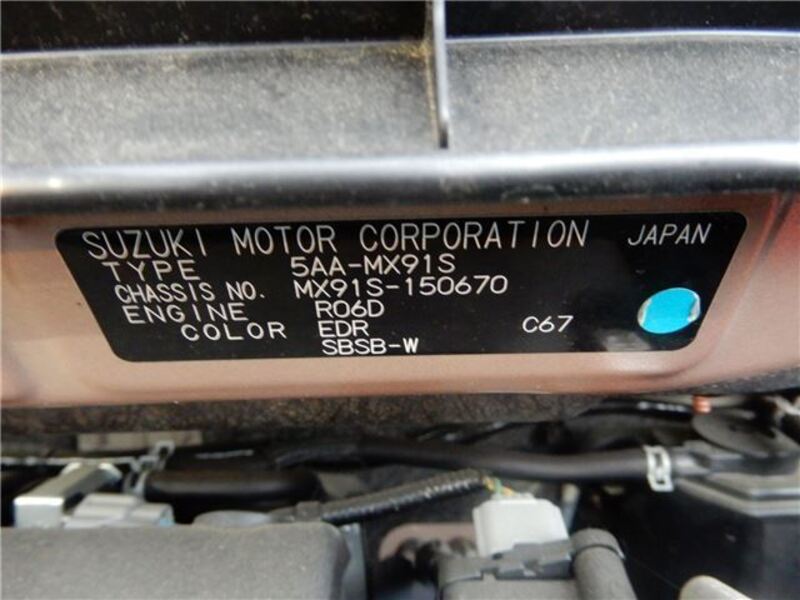 SUZUKI MOTOR CORPORATION JAPAN
TYPE 5AA-MX91S
CHASSIS NO. MX91S-150670
ENGINE R06D
COLOR EDR C67
SBSB-W